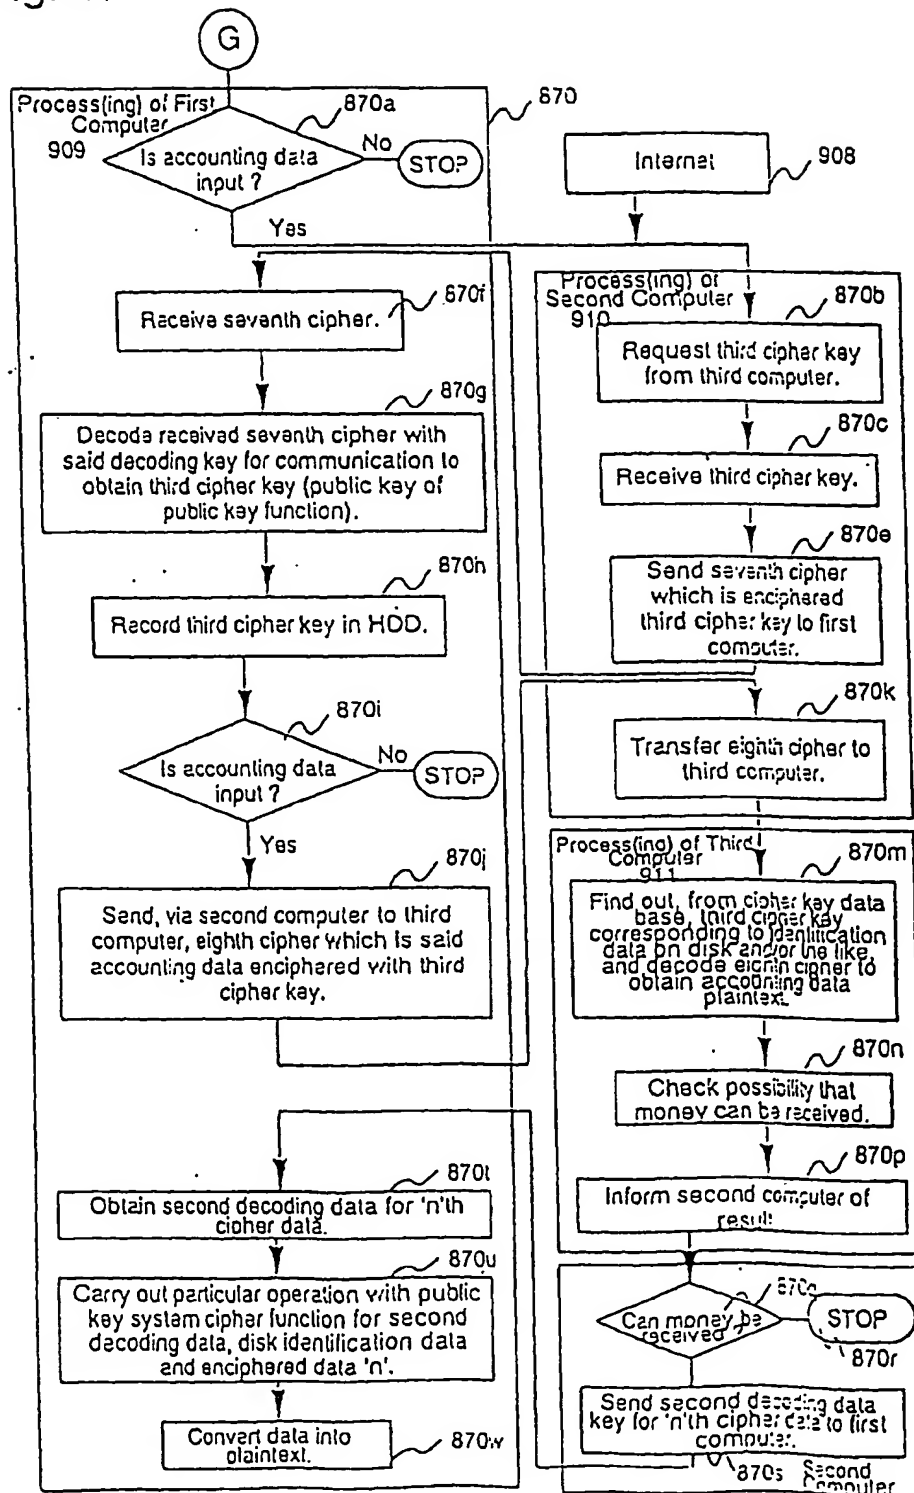 G
Process(ing) of First
Computer
909
870a
870
Is accounting data
input ?
No
STOP
Yes
Internet
908
870f
Receive seventh cipher.
870g
Decode received seventh cipher with
said decoding key for communication to
obtain third cipher key (public key of
public key function).
870h
Record third cipher key in HDD.
870i
Is accounting data
input ?
No
STOP
Yes
870j
Send, via second computer to third
computer, eighth cipher which is said
accounting data enciphered with third
cipher key.
Process(ing) of
Second Computer
910
870b
Request third cipher key
from third computer.
870c
Receive third cipher key.
870e
Send seventh cipher
which is enciphered
third cipher key to first
computer.
870k
Transfer eighth cipher to
third computer.
Process(ing) of Third
Computer
911
870m
Find out, from cipher key data
base, third cipher key
corresponding to identification
data on disk and/or the like,
and decode eighth cipher to
obtain accounting data
plaintext.
870n
Check possibility that
money can be received.
870p
Inform second computer of
result
870q
Can money be
received
STOP
870r
Send second decoding data
key for 'n'th cipher data to first
computer.
870s
Second
Computer
870t
Obtain second decoding data for 'n'th
cipher data.
870u
Carry out particular operation with public
key system cipher function for second
decoding data, disk identification data
and enciphered data 'n'.
Convert data into
plaintext.
870w